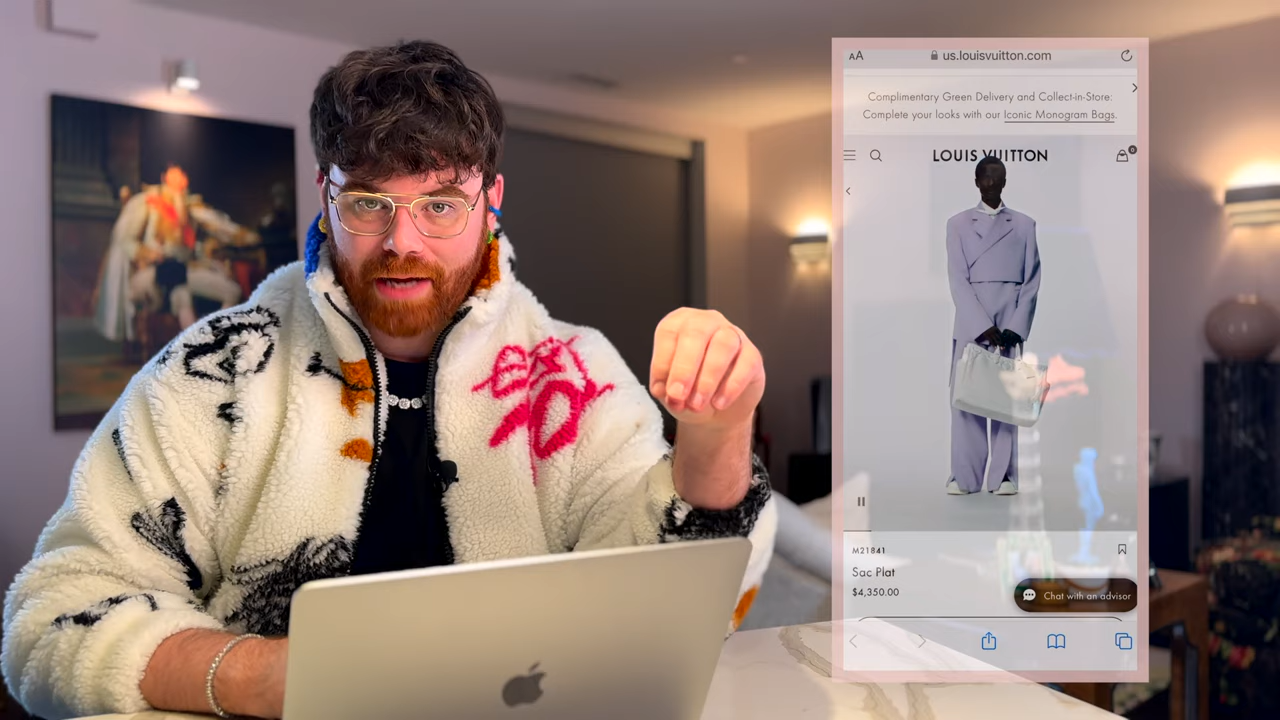 AA us.louisvuitton.com
Complimentary Green Delivery and Collect-in-Store:
Complete your looks with our Iconic Monogram Bags.
LOUIS VUITTON
0
M21841
Sac Plat
$4,350.00
Chat with an advisor